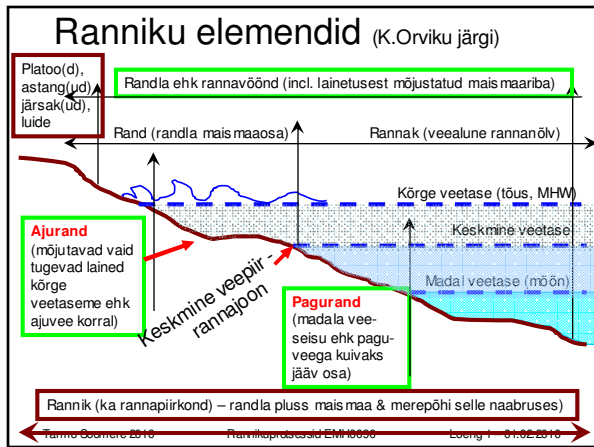 Ranniku elemendid (K.Orviku järgi)
Platoo(d),
astang(ud)
järsak(ud),
luide
Randla ehk rannavöönd (incl. lainetusest mõjustatud maismaariba)
Rand (randla maismaaosa)
Rannak (veealune rannanõlv)
Kõrge veetase (tõus, MHW)
Keskmine veetase
Madal veetase (mõõn)
Ajurand
(mõjutavad vaid
tugevad lained
kõrge
veetaseme ehk
ajuvee korral)
Keskmine veepiir -
rannajoon
Pagurand
(madala vee-
seisu ehk pagu-
veega kuivaks
jääv osa)
Rannik (ka rannapiirkond) – randla pluss maismaa & merepõhi selle naabruses
Tarmo Soomere 2010
Rannikuprotsessid
Loeng 1
01.02.2010